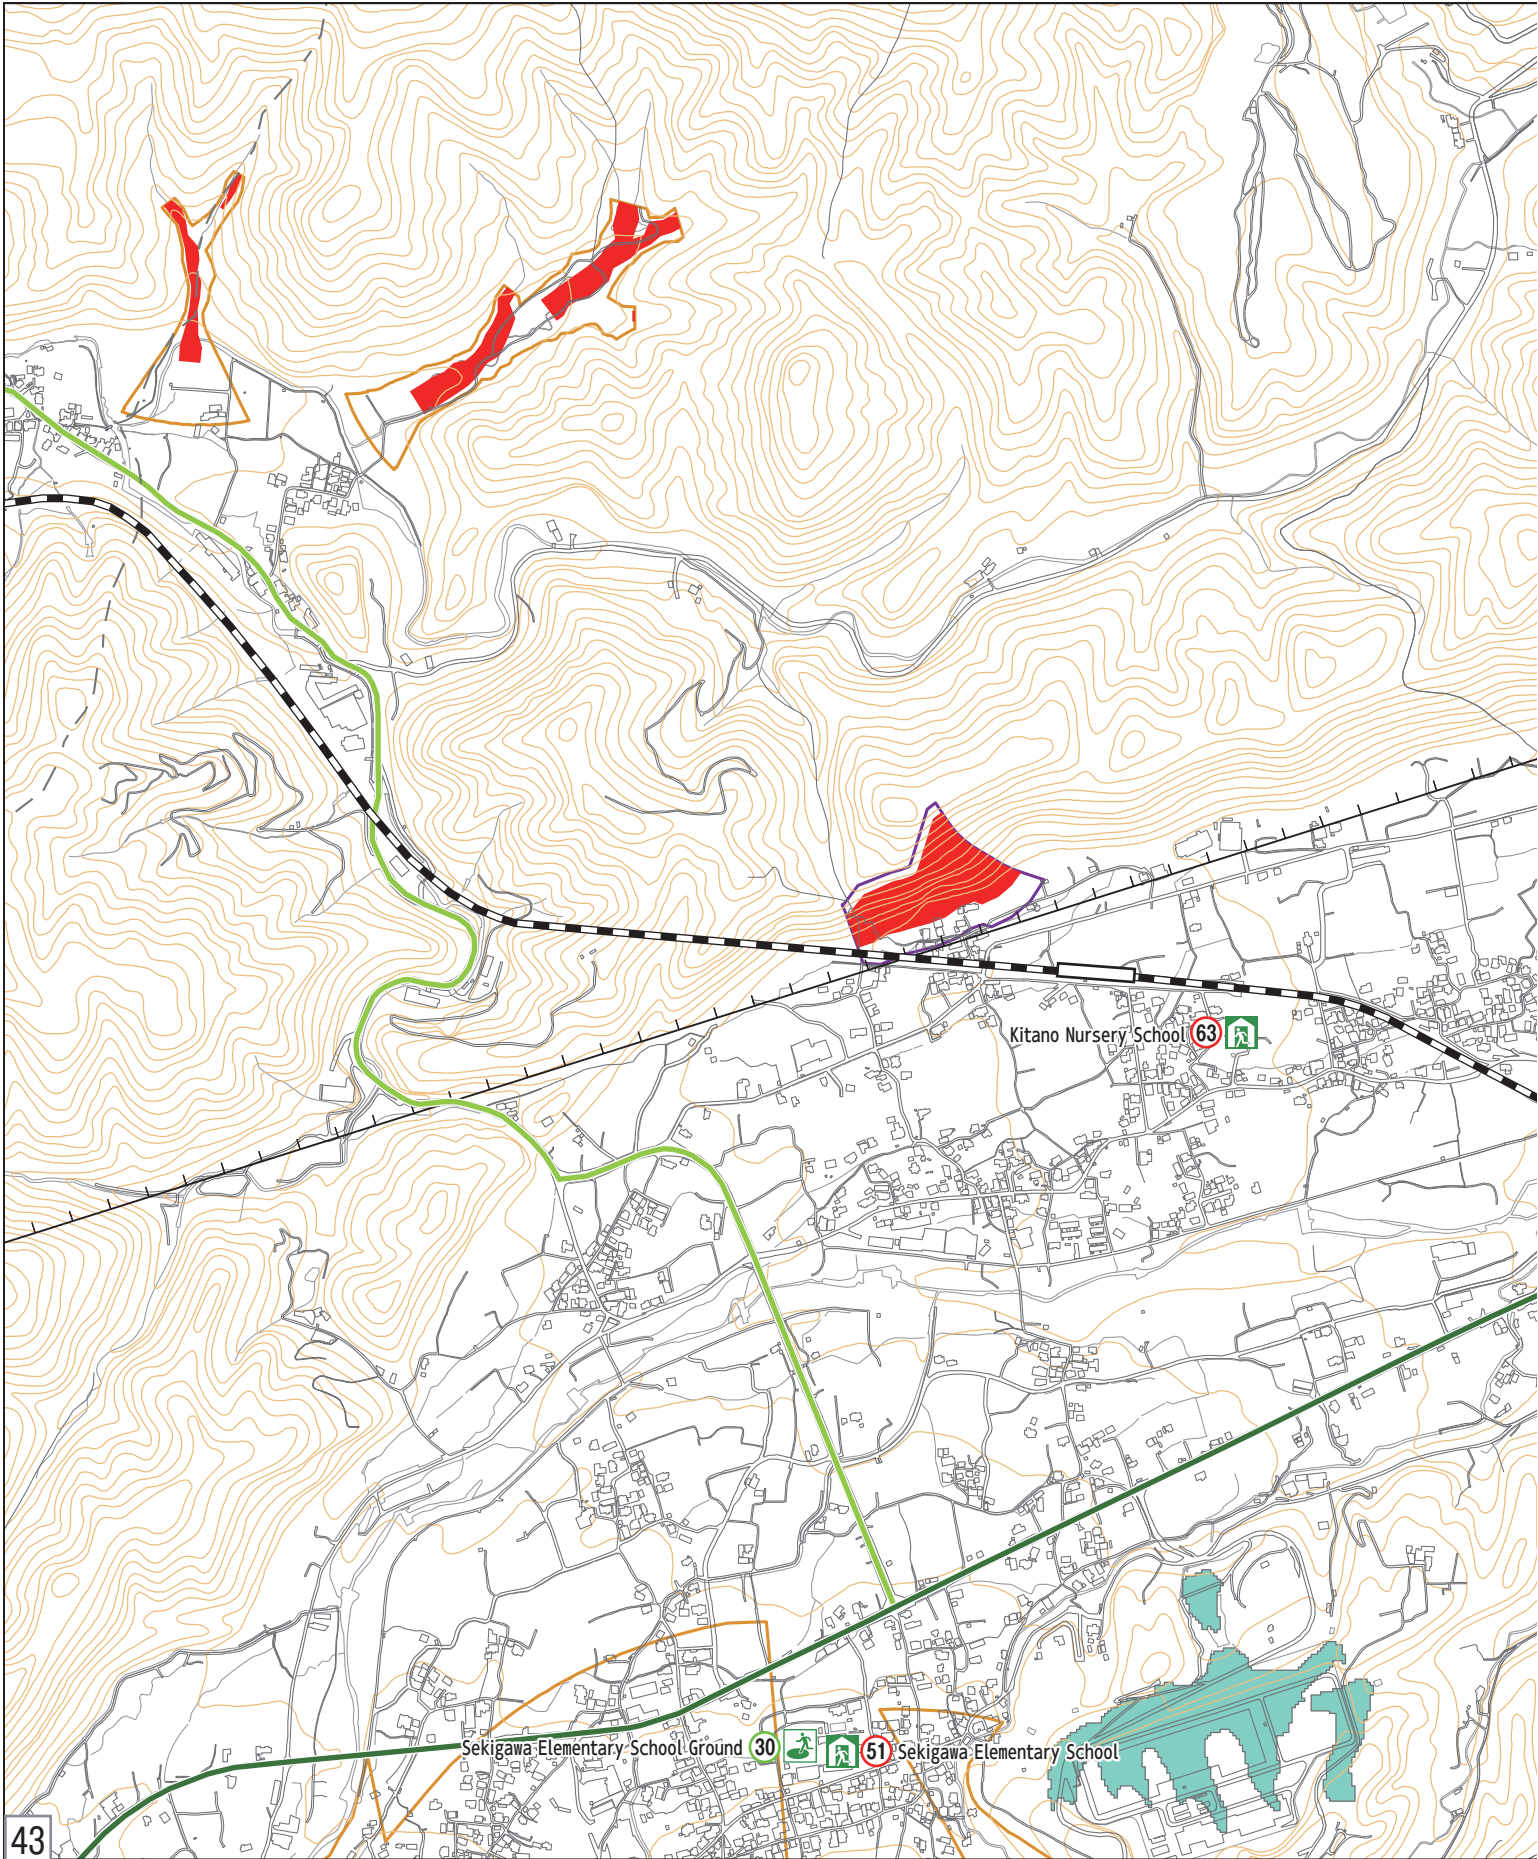 Kitano Nursery School 63
Sekigawa Elementary School Ground 30
51 Sekigawa Elementary School
43